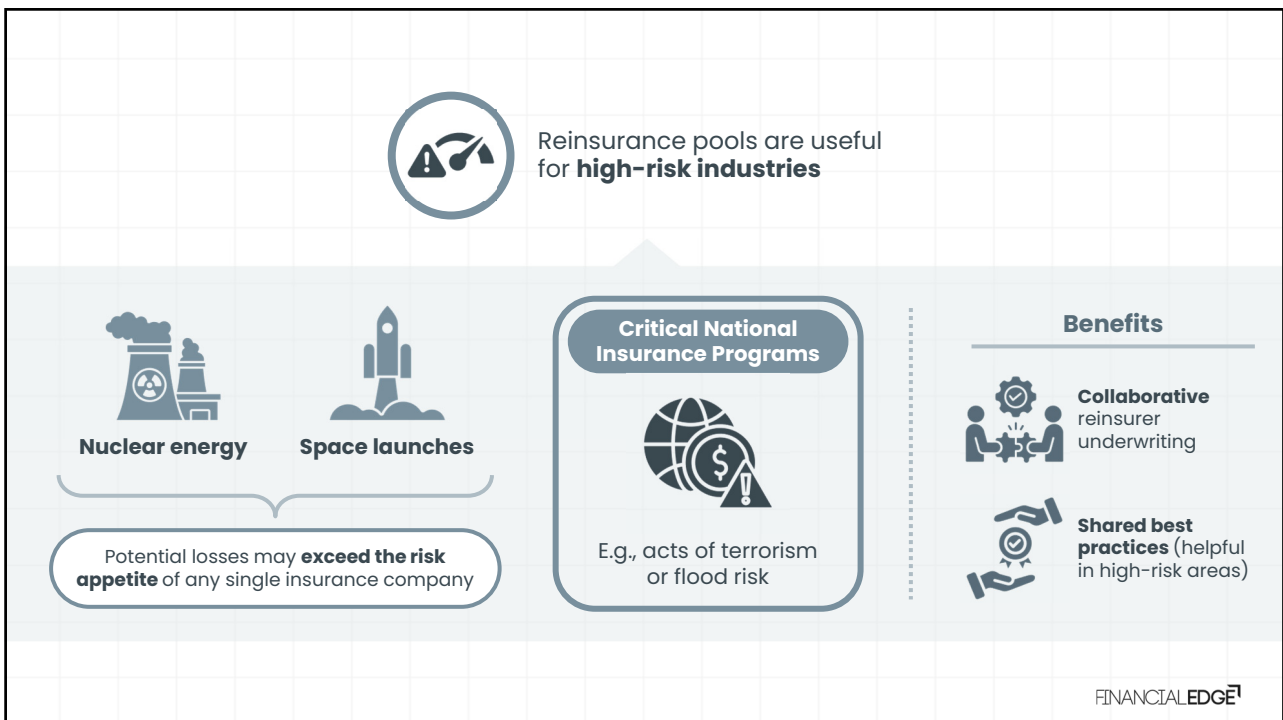 Reinsurance pools are useful
for high-risk industries
Nuclear energy
Space launches
Potential losses may exceed the risk
appetite of any single insurance company
Critical National
Insurance Programs
$
E.g., acts of terrorism
or flood risk
Benefits
Collaborative
reinsurer
underwriting
Shared best
practices (helpful
in high-risk areas)
FINANCIALEDGE